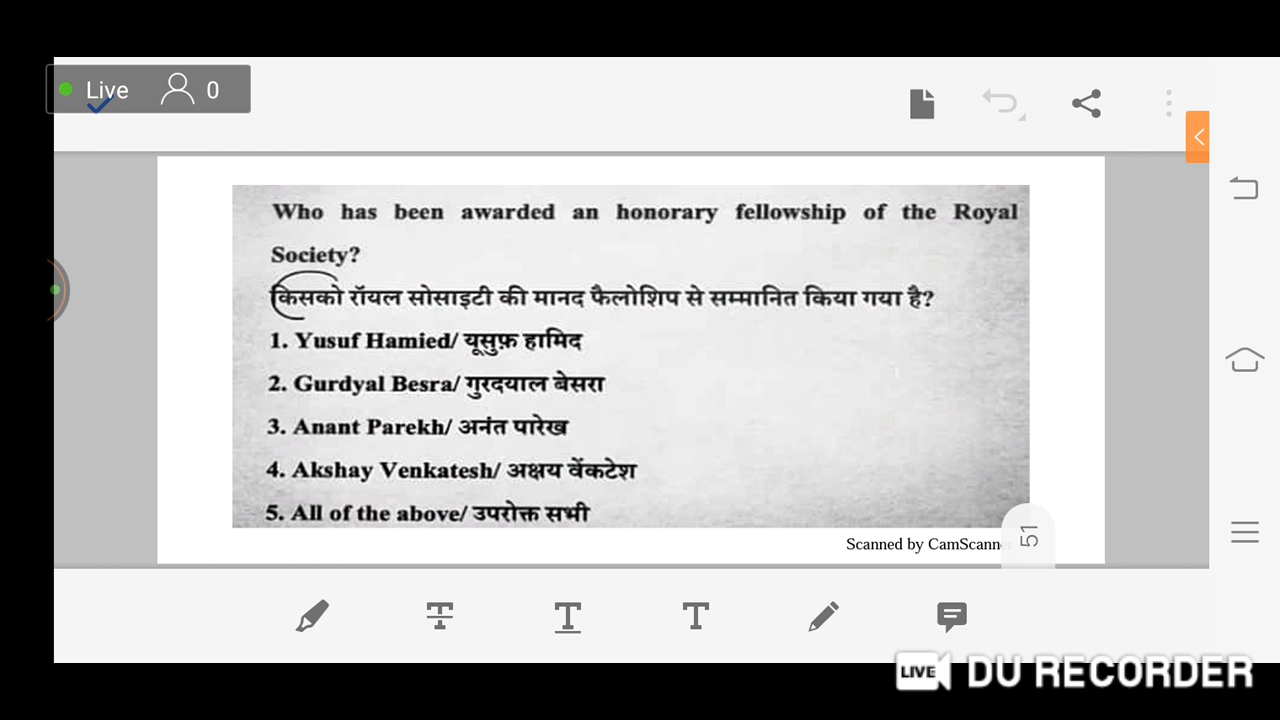 Live 0
Who has been awarded an honorary fellowship of the Royal
Society?
किसको रॉयल सोसाइटी की मानद फैलोशिप से सम्मानित किया गया है?
1. Yusuf Hamied/ यूसुफ़ हामिद
2. Gurdyal Besra/ गुरदयाल बेसरा
3. Anant Parekh/ अनंत पारेख
4. Akshay Venkatesh/ अक्षय वेंकटेश
5. All of the above/ उपरोक्त सभी
Scanned by CamScann
51
LIVE DU RECORDER